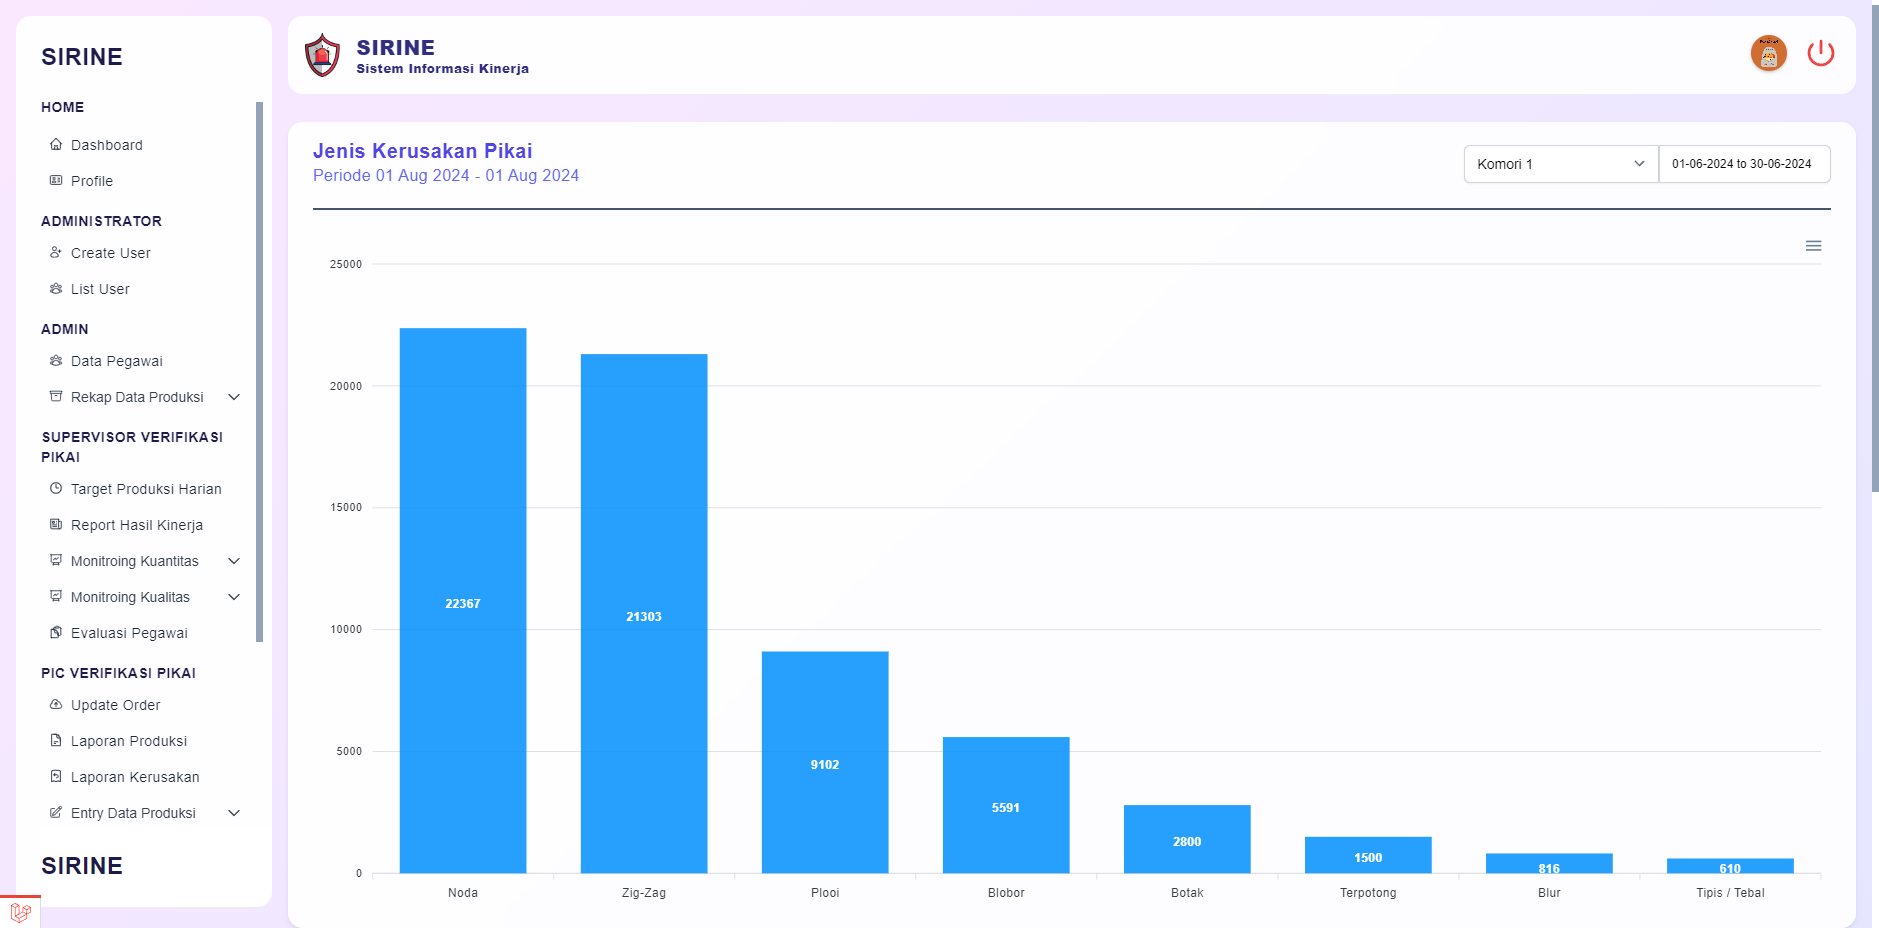 SIRINE
HOME
Dashboard
Profile
ADMINISTRATOR
Create User
List User
ADMIN
Data Pegawai
Rekap Data Produksi
SUPERVISOR VERIFIKASI
PIKAI
Target Produksi Harian
Report Hasil Kinerja
Monitroing Kuantitas
Monitroing Kualitas
Evaluasi Pegawai
PIC VERIFIKASI PIKAI
Update Order
Laporan Produksi
Laporan Kerusakan
Entry Data Produksi
SIRINE
SIRINE
Sistem Informasi Kinerja
Jenis Kerusakan Pikai
Periode 01 Aug 2024 - 01 Aug 2024
Komori 1
01-06-2024 to 30-06-2024
25000
20000
15000
10000
5000
0
22367
21303
9102
5591
2800
1500
816
610
Noda
Zig-Zag
Plooi
Blobor
Botak
Terpotong
Blur
Tipis / Tebal